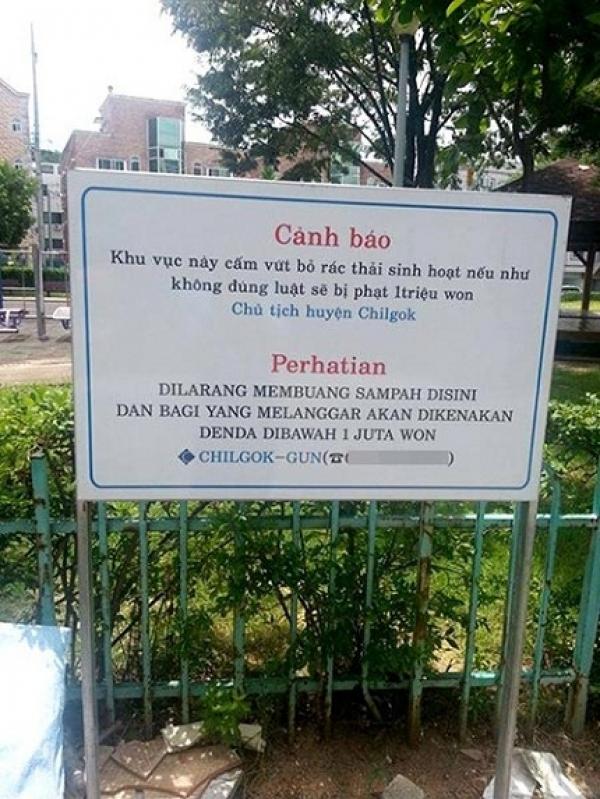 Cảnh báo
Khu vục này cấm vứt bỏ rác thải sinh hoạt nếu như
không đúng luật sẽ bị phạt 1triệu won
Chủ tịch huyện Chilgok
Perhatian
DILARANG MEMBUANG SAMPAH DISINI
DAN BAGI YANG MELANGGAR AKAN DIKENAKAN
DENDA DIBAWAH 1 JUTA WON
CHILGOK-GUN(☎( )